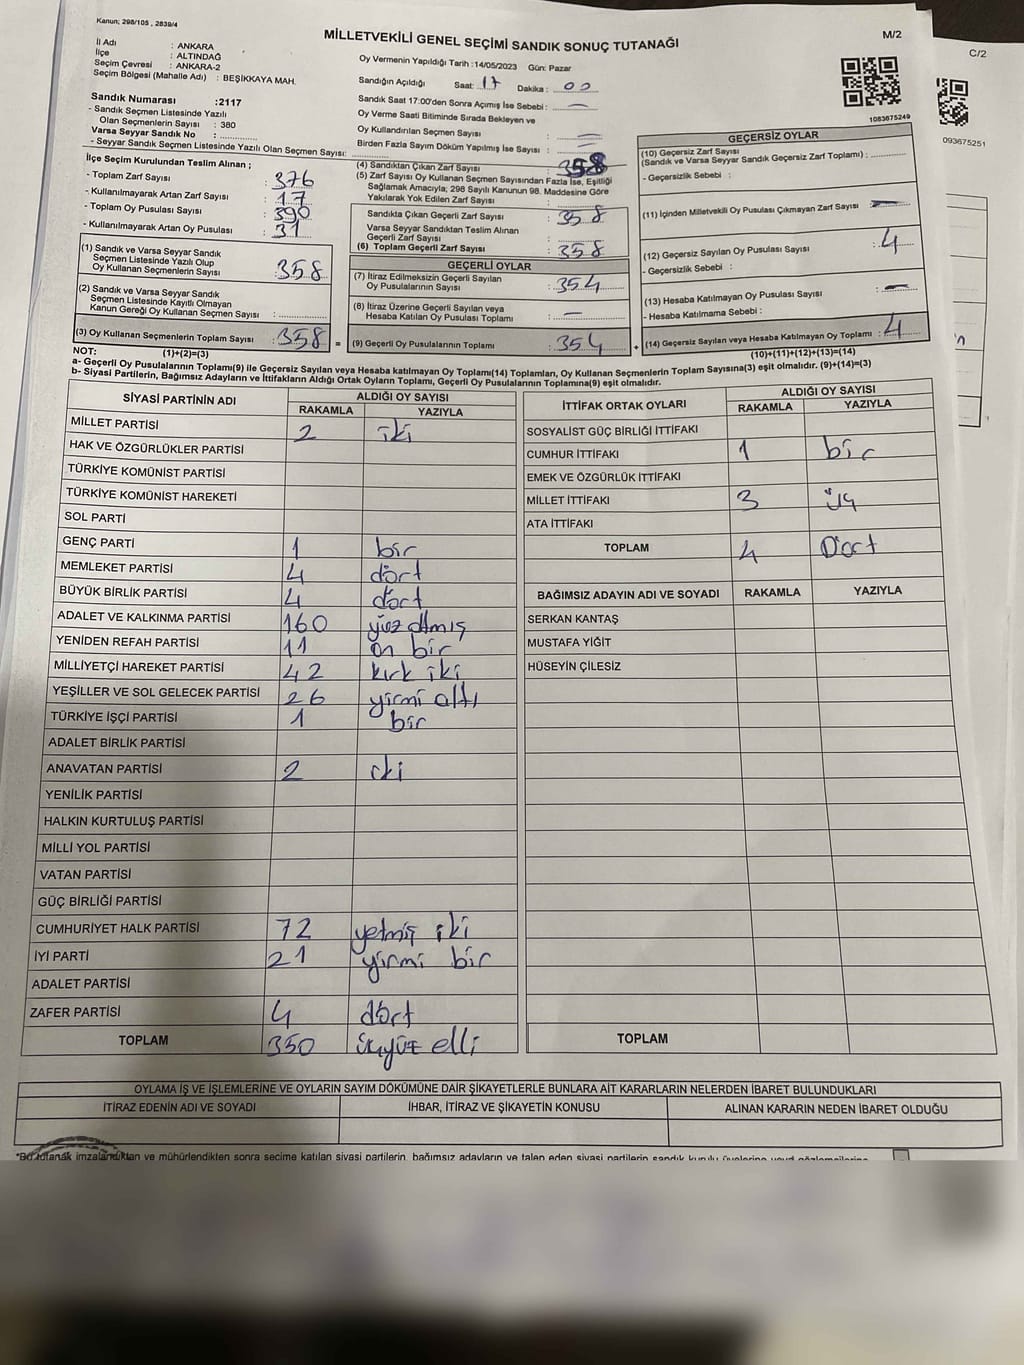 Kanun; 298/105 , 2839/4
MİLLETVEKİLİ GENEL SEÇİMİ SANDIK SONUÇ TUTANAĞI
M/2
C/2
İl Adı : ANKARA
İlçe : ALTINDAĞ
Seçim Çevresi : ANKARA-2
Seçim Bölgesi (Mahalle Adı) : BEŞİKKAYA MAH.
Oy Vermenin Yapıldığı Tarih :14/05/2023 Gün: Pazar
Sandığın Açıldığı Saat: 17 Dakika : 00
Sandık Saat 17:00'den Sonra Açımış İse Sebebi : —
Oy Verme Saati Bitiminde Sırada Bekleyen ve
Oy Kullandırılan Seçmen Sayısı : —
Birden Fazla Sayım Döküm Yapılmış İse Sayısı : —
1083675249
093675251
Sandık Numarası :2117
- Sandık Seçmen Listesinde Yazılı
Olan Seçmenlerin Sayısı : 380
Varsa Seyyar Sandık No :
- Seyyar Sandık Seçmen Listesinde Yazılı Olan Seçmen Sayısı:
İlçe Seçim Kurulundan Teslim Alınan ;
- Toplam Zarf Sayısı : 376
- Kullanılmayarak Artan Zarf Sayısı : 17
- Toplam Oy Pusulası Sayısı : 390
- Kullanılmayarak Artan Oy Pusulası : 31
(1) Sandık ve Varsa Seyyar Sandık
Seçmen Listesinde Yazılı Olup
Oy Kullanan Seçmenlerin Sayısı : 358
(2) Sandık ve Varsa Seyyar Sandık
Seçmen Listesinde Kayıtlı Olmayan
Kanun Gereği Oy Kullanan Seçmen Sayısı :
(3) Oy Kullanan Seçmenlerin Toplam Sayısı : 358 =
(1)+(2)=(3)
(4) Sandıktan Çıkan Zarf Sayısı : 358
(5) Zarf Sayısı Oy Kullanan Seçmen Sayısından Fazla İse, Eşitliği
Sağlamak Amacıyla; 298 Sayılı Kanunun 98. Maddesine Göre
Yakılarak Yok Edilen Zarf Sayısı :
Sandıkta Çıkan Geçerli Zarf Sayısı : 358
Varsa Seyyar Sandıktan Teslim Alınan
Geçerli Zarf Sayısı :
(6) Toplam Geçerli Zarf Sayısı : 358
GEÇERLİ OYLAR
(7) İtiraz Edilmeksizin Geçerli Sayılan
Oy Pusulalarının Sayısı : 354
(8) İtiraz Üzerine Geçerli Sayılan veya
Hesaba Katılan Oy Pusulası Toplamı : —
(9) Geçerli Oy Pusulalarının Toplamı : 354 +
GEÇERSİZ OYLAR
(10) Geçersiz Zarf Sayısı
(Sandık ve Varsa Seyyar Sandık Geçersiz Zarf Toplamı) :
- Geçersizlik Sebebi :
(11) İçinden Milletvekili Oy Pusulası Çıkmayan Zarf Sayısı : —
(12) Geçersiz Sayılan Oy Pusulası Sayısı : 4
- Geçersizlik Sebebi :
(13) Hesaba Katılmayan Oy Pusulası Sayısı : —
- Hesaba Katılmama Sebebi :
(14) Geçersiz Sayılan veya Hesaba Katılmayan Oy Toplamı : 4
(10)+(11)+(12)+(13)=(14)
NOT:
a- Geçerli Oy Pusulalarının Toplamı(9) ile Geçersiz Sayılan veya Hesaba katılmayan Oy Toplamı(14) Toplamları, Oy Kullanan Seçmenlerin Toplam Sayısına(3) eşit olmalıdır. (9)+(14)=(3)
b- Siyasi Partilerin, Bağımsız Adayların ve İttifakların Aldığı Ortak Oyların Toplamı, Geçerli Oy Pusulalarının Toplamına(9) eşit olmalıdır.
SİYASİ PARTİNİN ADI ALDIĞI OY SAYISI
RAKAMLA YAZIYLA
MİLLET PARTİSİ 2 iki
HAK VE ÖZGÜRLÜKLER PARTİSİ
TÜRKİYE KOMÜNİST PARTİSİ
TÜRKİYE KOMÜNİST HAREKETİ
SOL PARTİ
GENÇ PARTİ 1 bir
MEMLEKET PARTİSİ 4 dört
BÜYÜK BİRLİK PARTİSİ 4 dört
ADALET VE KALKINMA PARTİSİ 160 yüz altmış
YENİDEN REFAH PARTİSİ 11 on bir
MİLLİYETÇİ HAREKET PARTİSİ 42 kırk iki
YEŞİLLER VE SOL GELECEK PARTİSİ 26 yirmi altı
TÜRKİYE İŞÇİ PARTİSİ 1 bir
ADALET BİRLİK PARTİSİ
ANAVATAN PARTİSİ 2 iki
YENİLİK PARTİSİ
HALKIN KURTULUŞ PARTİSİ
MİLLİ YOL PARTİSİ
VATAN PARTİSİ
GÜÇ BİRLİĞİ PARTİSİ
CUMHURİYET HALK PARTİSİ 72 yetmiş iki
İYİ PARTİ 21 yirmi bir
ADALET PARTİSİ
ZAFER PARTİSİ 4 dört
TOPLAM 350 üçyüz elli
İTTİFAK ORTAK OYLARI ALDIĞI OY SAYISI
RAKAMLA YAZIYLA
SOSYALİST GÜÇ BİRLİĞİ İTTİFAKI
CUMHUR İTTİFAKI 1 bir
EMEK VE ÖZGÜRLÜK İTTİFAKI
MİLLET İTTİFAKI 3 üç
ATA İTTİFAKI
TOPLAM 4 Dört
BAĞIMSIZ ADAYIN ADI VE SOYADI RAKAMLA YAZIYLA
SERKAN KANTAŞ
MUSTAFA YİĞİT
HÜSEYİN ÇİLESİZ
TOPLAM
OYLAMA İŞ VE İŞLEMLERİNE VE OYLARIN SAYIM DÖKÜMÜNE DAİR ŞİKAYETLERLE BUNLARA AİT KARARLARIN NELERDEN İBARET BULUNDUKLARI
İTİRAZ EDENİN ADI VE SOYADI İHBAR, İTİRAZ VE ŞİKAYETİN KONUSU ALINAN KARARIN NEDEN İBARET OLDUĞU
*Bu tutanak imzalandıktan ve mühürlendikten sonra seçime katılan siyasi partilerin, bağımsız adayların ve talep eden siyasi partilerin sandık kurulu